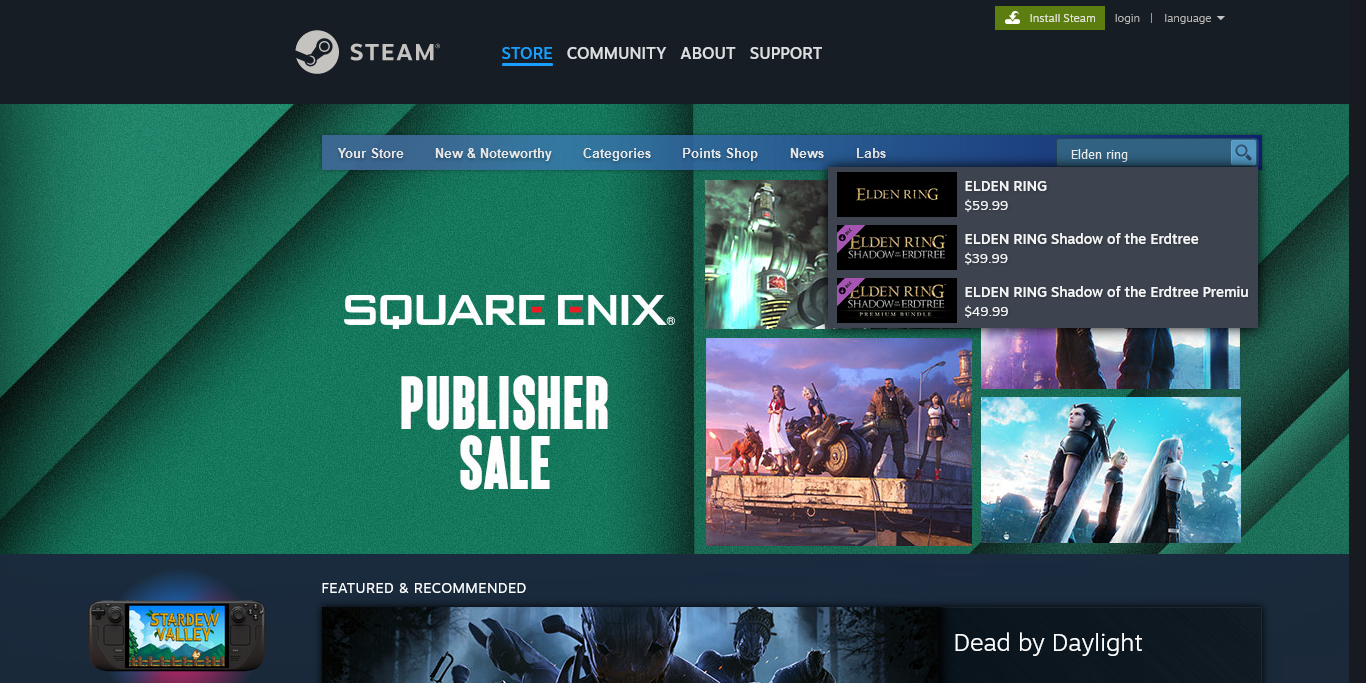 Install Steam
login | language
STEAM®
STORE COMMUNITY ABOUT SUPPORT
Your Store New & Noteworthy Categories Points Shop News Labs
Elden ring
ELDEN RING
ELDEN RING
$59.99
ELDEN RING
SHADOW OF THE ERDTREE
ELDEN RING Shadow of the Erdtree
$39.99
ELDEN RING
SHADOW OF THE ERDTREE
PREMIUM BUNDLE
ELDEN RING Shadow of the Erdtree Premiu
$49.99
SQUARE ENIX®
PUBLISHER
SALE
FEATURED & RECOMMENDED
STARDEW
VALLEY
Dead by Daylight